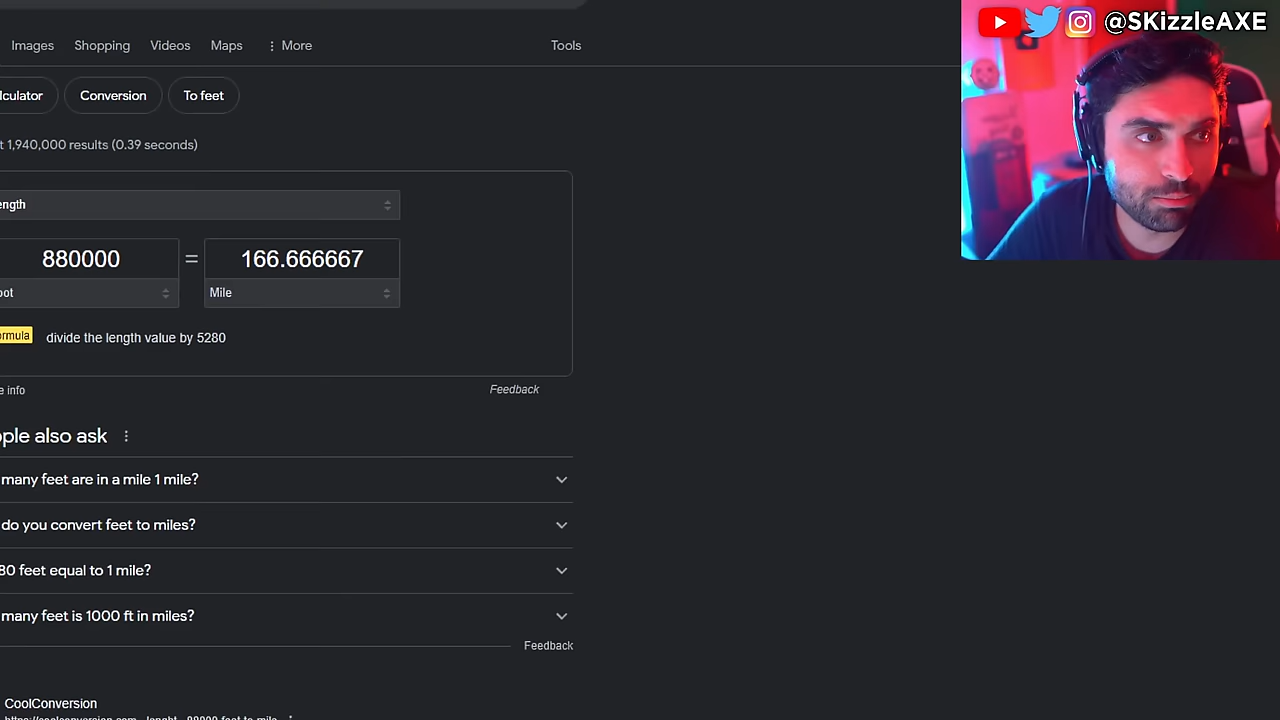 @SKizzleAXE
Images Shopping Videos Maps More Tools
lculator Conversion To feet
t 1,940,000 results (0.39 seconds)
ength
880000 = 166.666667
oot Mile
ormula divide the length value by 5280
e info Feedback
ople also ask
many feet are in a mile 1 mile?
do you convert feet to miles?
80 feet equal to 1 mile?
many feet is 1000 ft in miles?
Feedback
CoolConversion